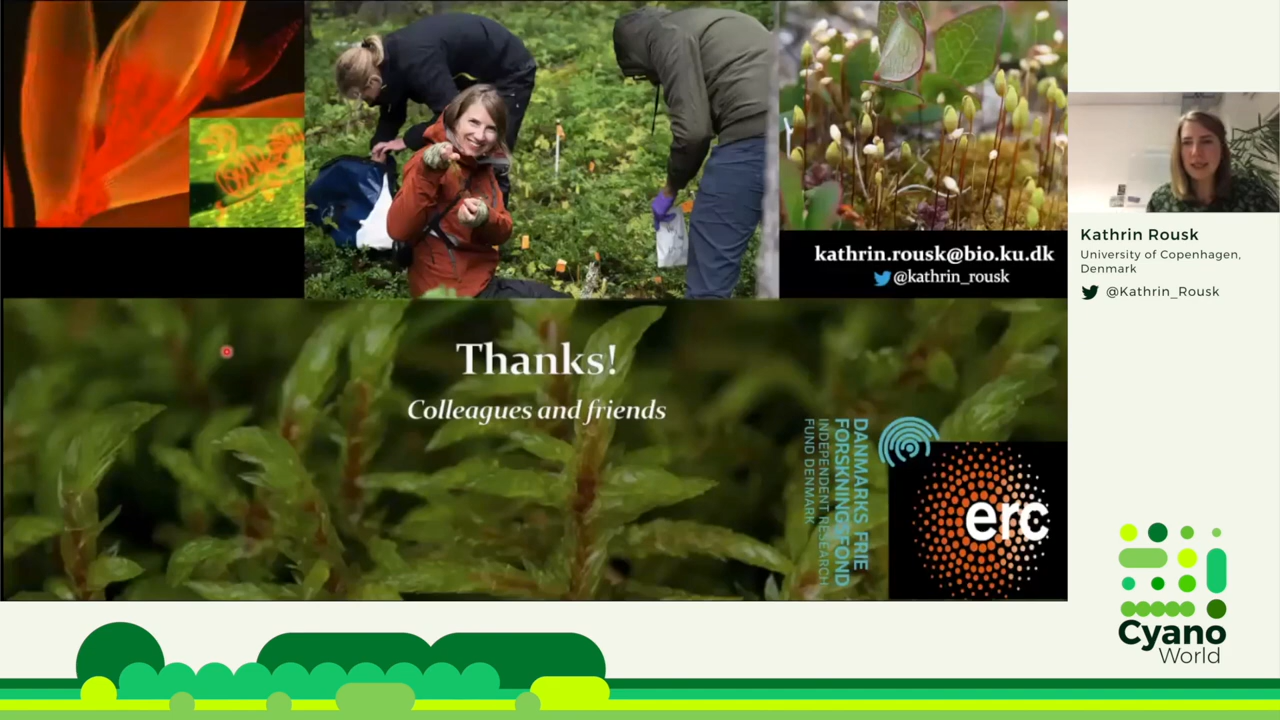 kathrin.rousk@bio.ku.dk
@kathrin_rousk
Thanks!
Colleagues and friends
DANMARKS FRIE
FORSKNINGSFOND
INDEPENDENT RESEARCH
FUND DENMARK
erc
Kathrin Rousk
University of Copenhagen,
Denmark
@Kathrin_Rousk
Cyano
World